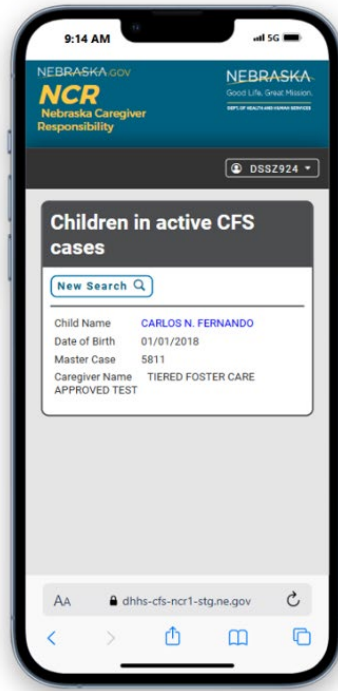 9:14 AM
5G
NEBRASKA.GOV
NCR
Nebraska Caregiver
Responsibility
NEBRASKA
Good Life. Great Mission.
DEPT. OF HEALTH AND HUMAN SERVICES
DSSZ924
Children in active CFS
cases
New Search
Child Name CARLOS N. FERNANDO
Date of Birth 01/01/2018
Master Case 5811
Caregiver Name TIERED FOSTER CARE
APPROVED TEST
AA dhhs-cfs-ncr1-stg.ne.gov